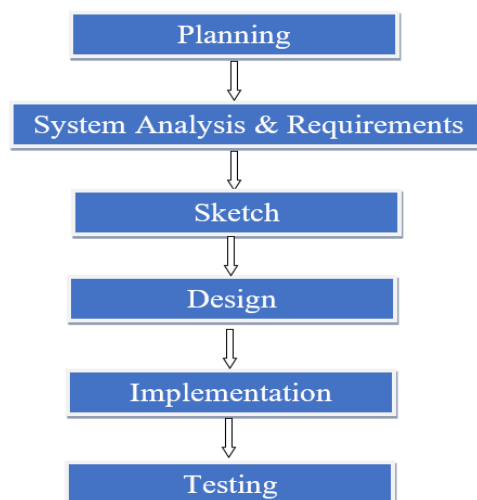 Planning
System Analysis & Requirements
Sketch
Design
Implementation
Testing